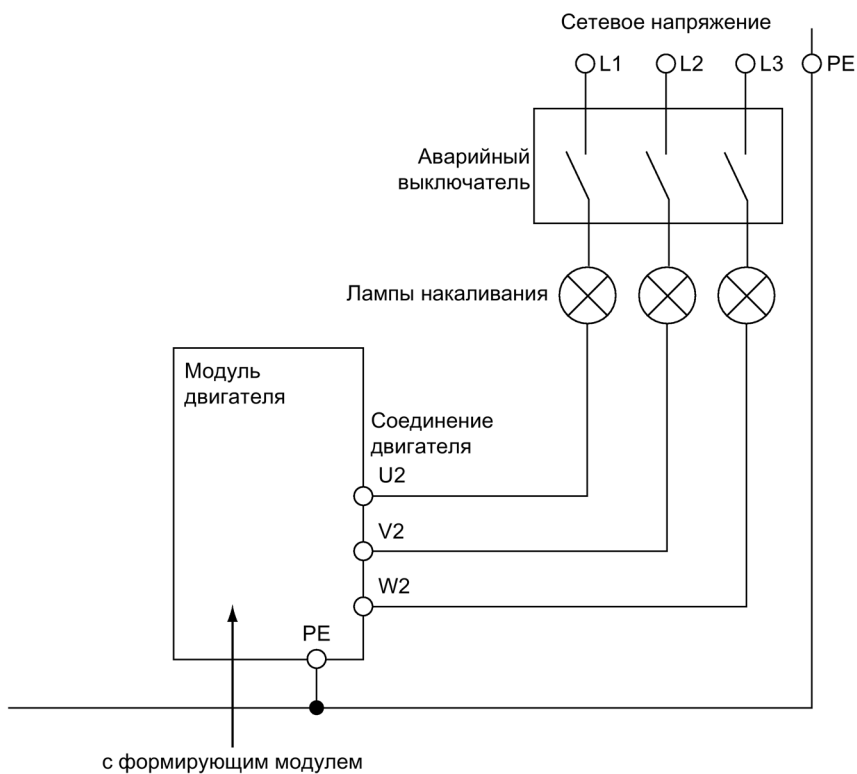 Сетевое напряжение
L1
L2
L3
PE
Аварийный
выключатель
Лампы накаливания
Модуль
двигателя
Соединение
двигателя
U2
V2
W2
PE
с формирующим модулем